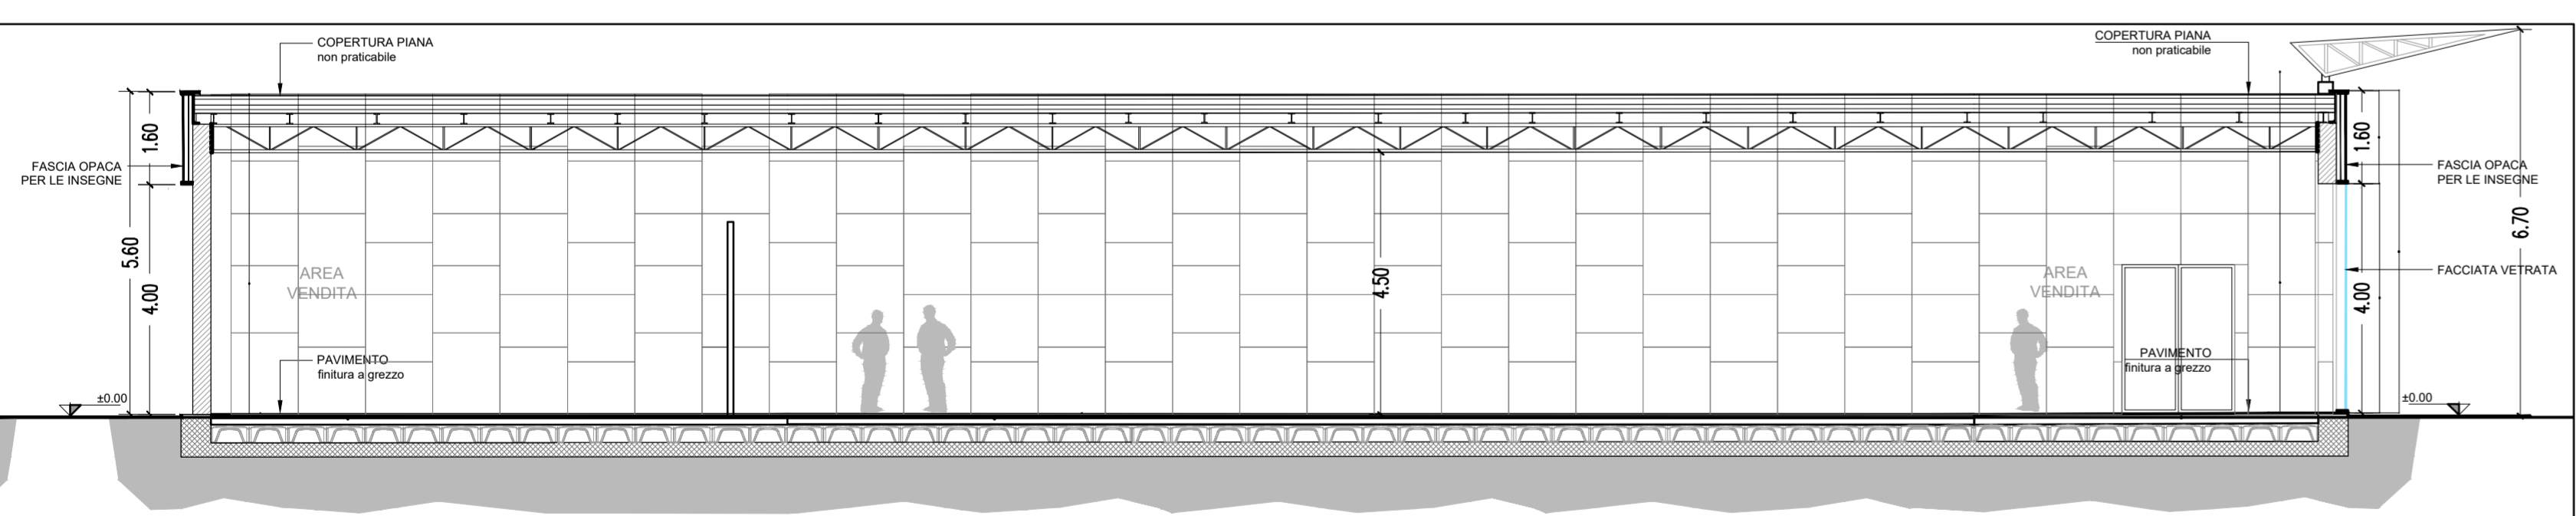 COPERTURA PIANA
non praticabile
COPERTURA PIANA
non praticabile
1.60
1.60
FASCIA OPACA
PER LE INSEGNE
FASCIA OPACA
PER LE INSEGNE
5.60
6.70
AREA
VENDITA
4.50
AREA
VENDITA
FACCIATA VETRATA
4.00
4.00
PAVIMENTO
finitura a grezzo
PAVIMENTO
finitura a grezzo
±0.00
±0.00